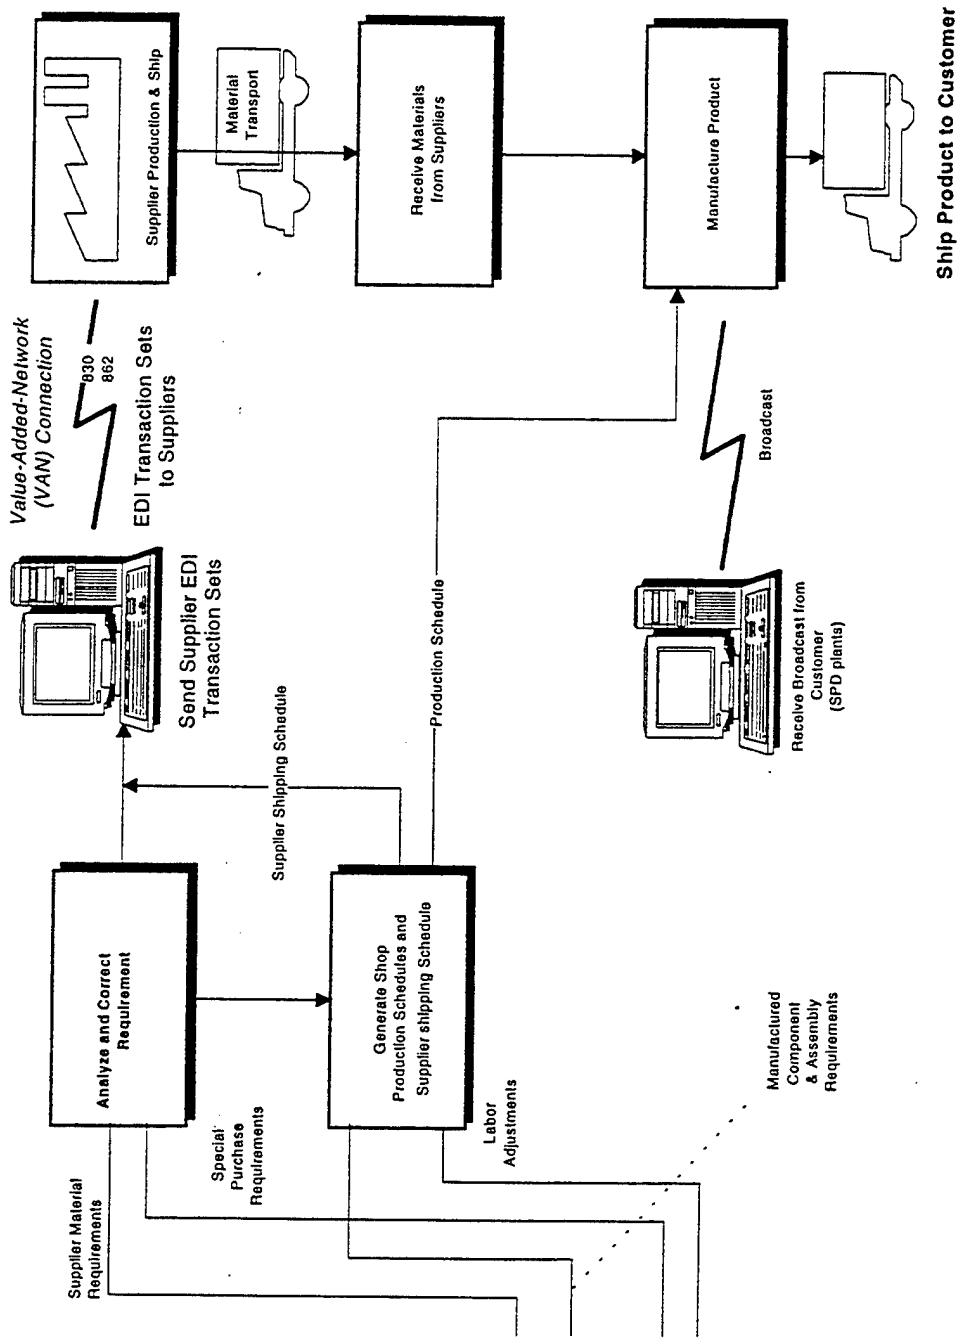 Supplier Material
Requirements
Analyze and Correct
Requirement
Special
Purchase
Requirements
Send Supplier EDI
Transaction Sets
Value-Added-Network
(VAN) Connection
830
862
EDI Transaction Sets
to Suppliers
Supplier Production & Ship
Material
Transport
Supplier Shipping Schedule
Generate Shop
Production Schedules and
Supplier shipping Schedule
Labor
Adjustments
Receive Materials
from Suppliers
Production Schedule
Manufactured
Component
& Assembly
Requirements
Receive Broadcast from
Customer
(SPD plants)
Broadcast
Manufacture Product
Ship Product to Customer